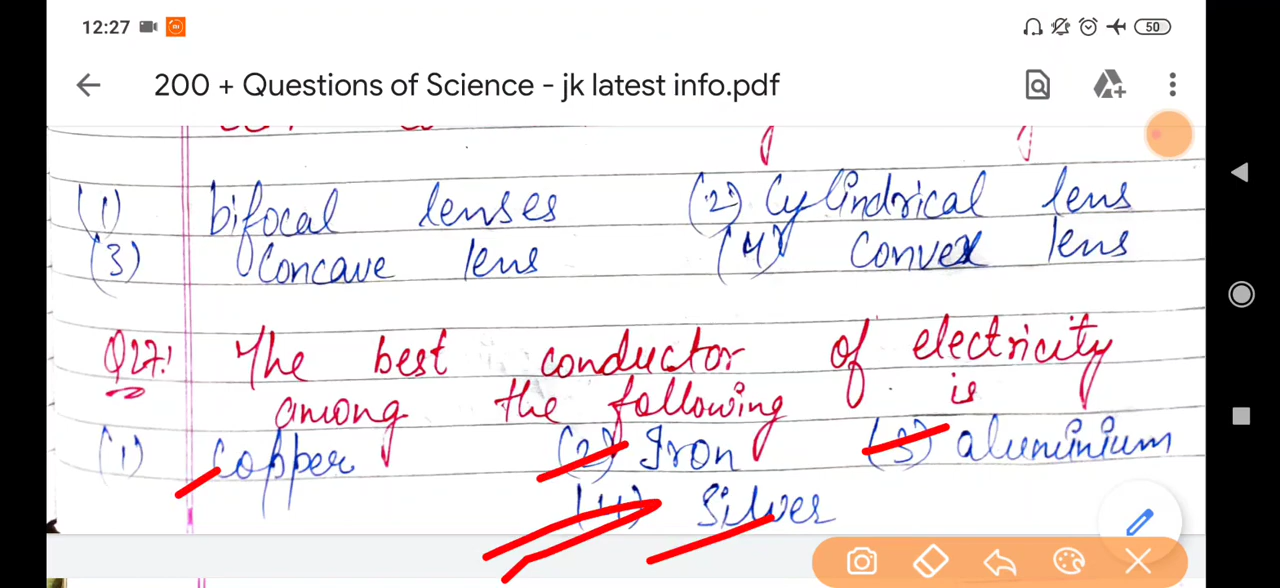 12:27
50
200 + Questions of Science - jk latest info.pdf
(1) bifocal lenses (2) Cylindrical lens
(3) Concave lens (4) Convex lens
Q27! The best conductor of electricity
among the following is
(1) Copper (2) Iron (3) aluminium
(4) Silver